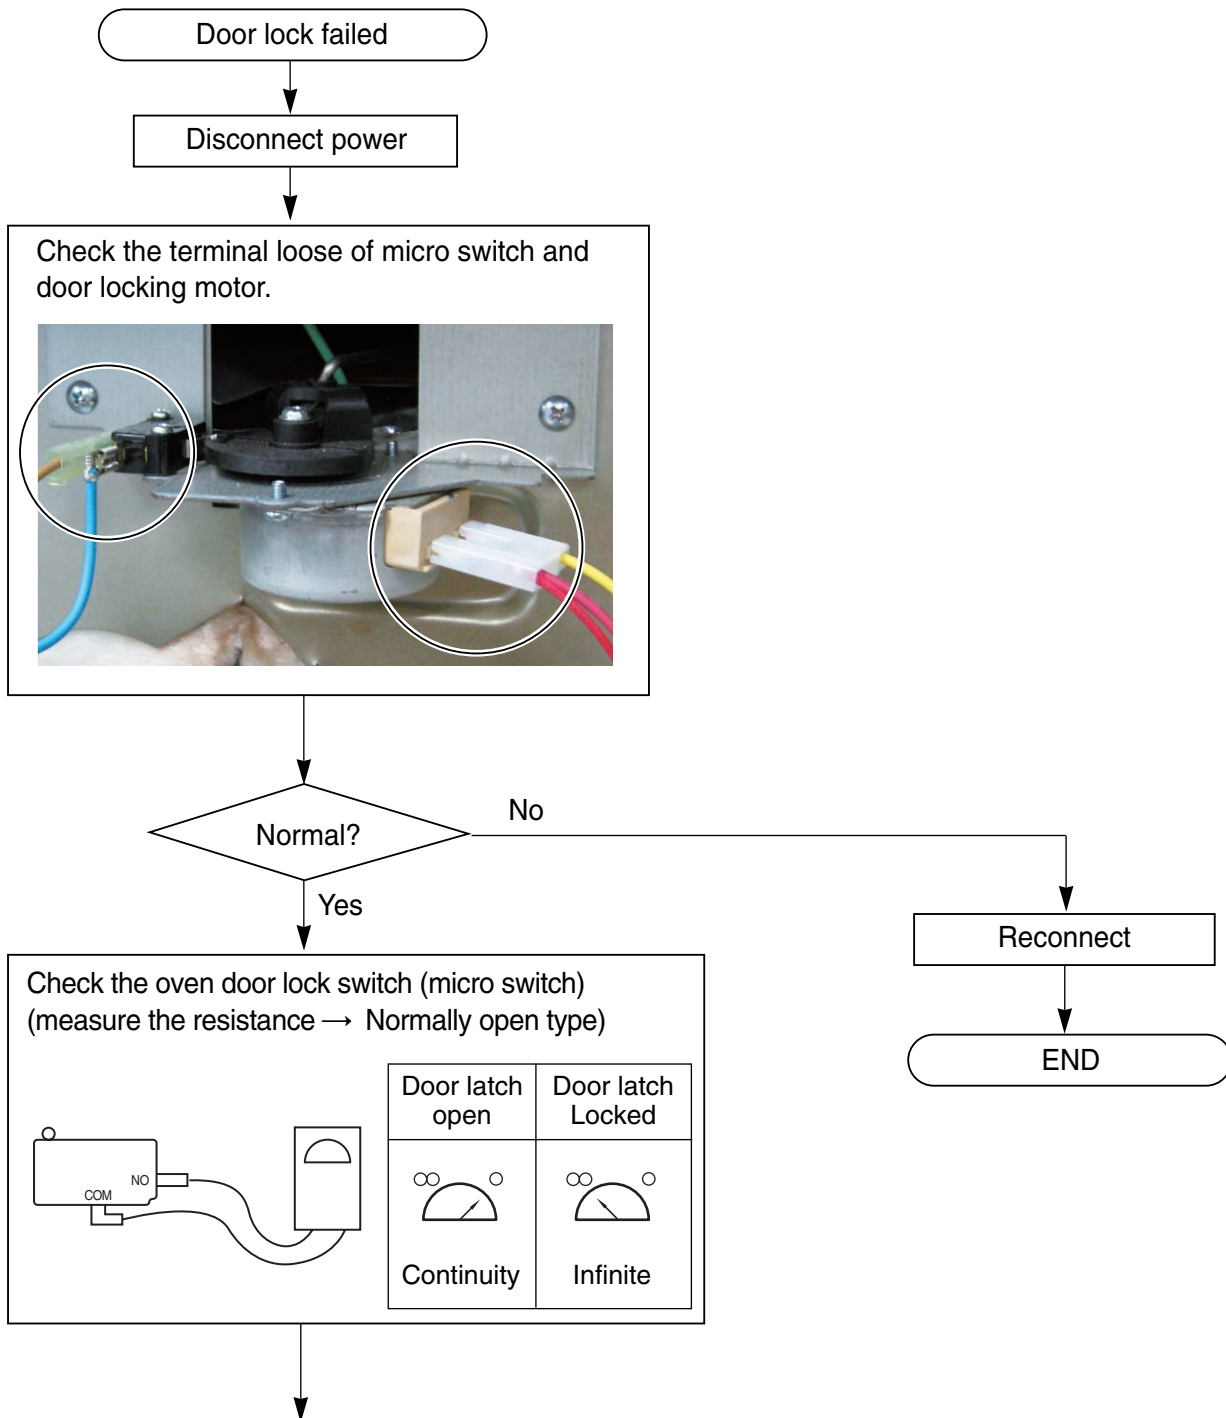 Door lock failed
Disconnect power
Check the terminal loose of micro switch and
door locking motor.
Normal?
No
Yes
Reconnect
END
Check the oven door lock switch (micro switch)
(measure the resistance → Normally open type)
NO
COM
Door latch
open
Door latch
Locked
Continuity
Infinite